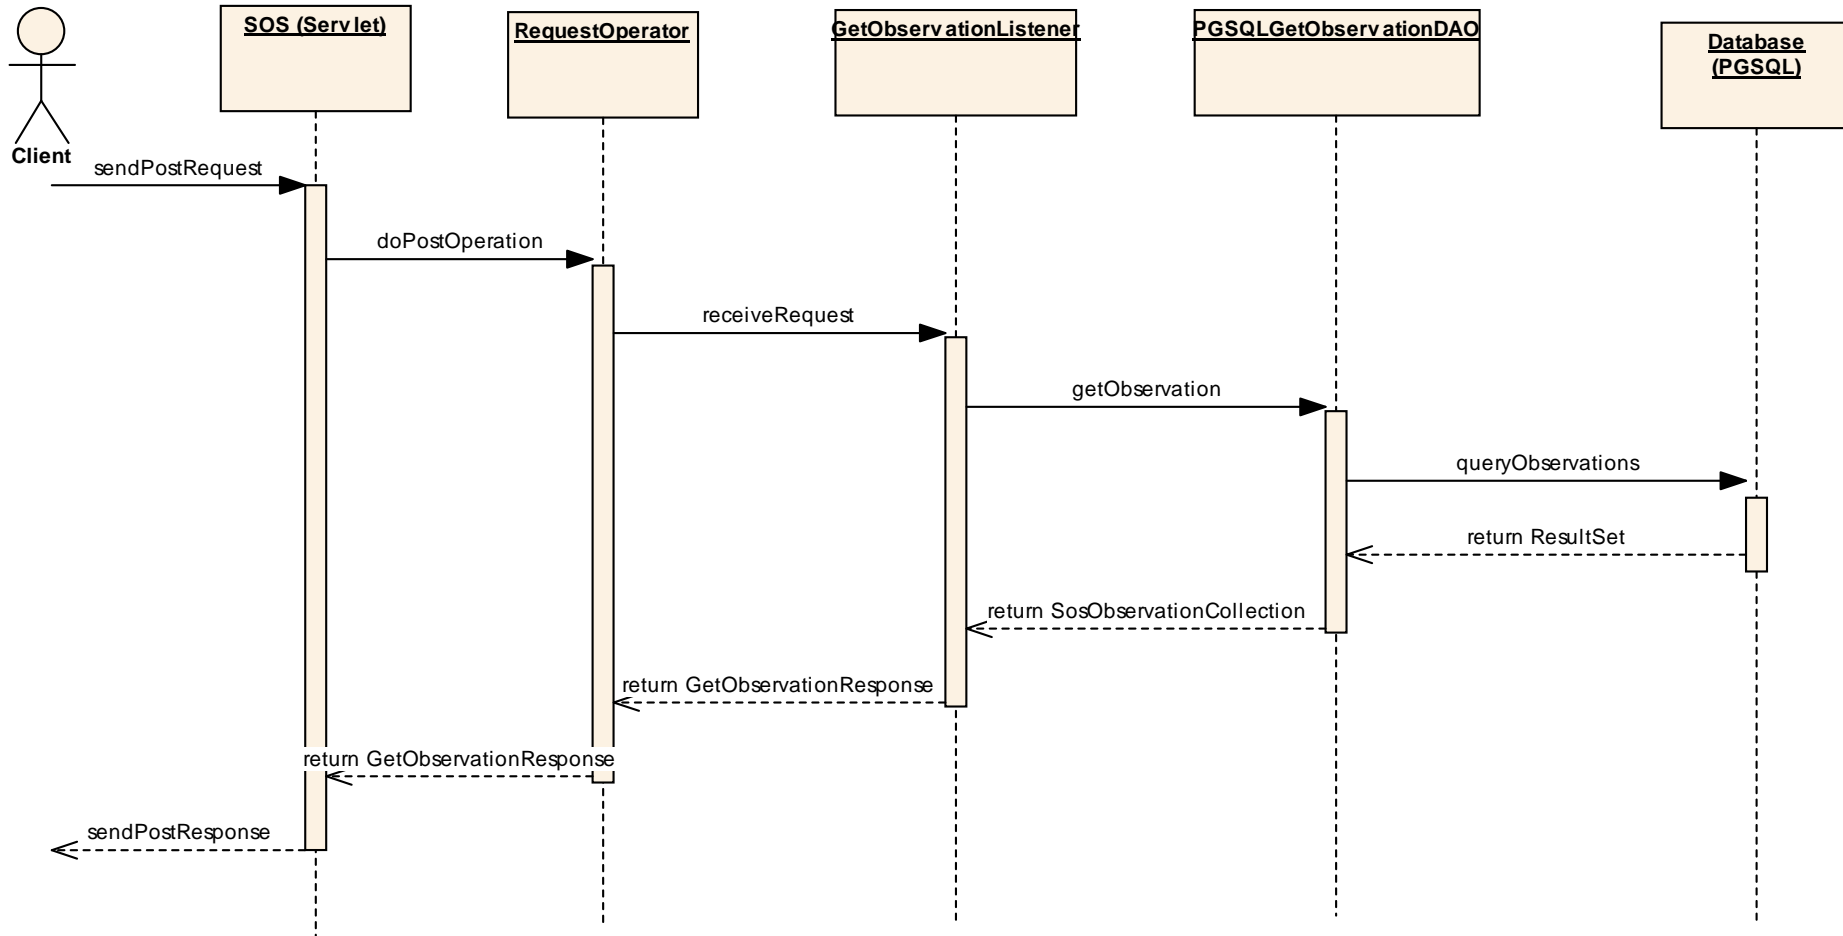 SOS (Servlet)
RequestOperator
GetObservationListener
PGSQLGetObservationDAO
Database
(PGSQL)
Client
sendPostRequest
doPostOperation
receiveRequest
getObservation
queryObservations
return ResultSet
return SosObservationCollection
return GetObservationResponse
return GetObservationResponse
sendPostResponse